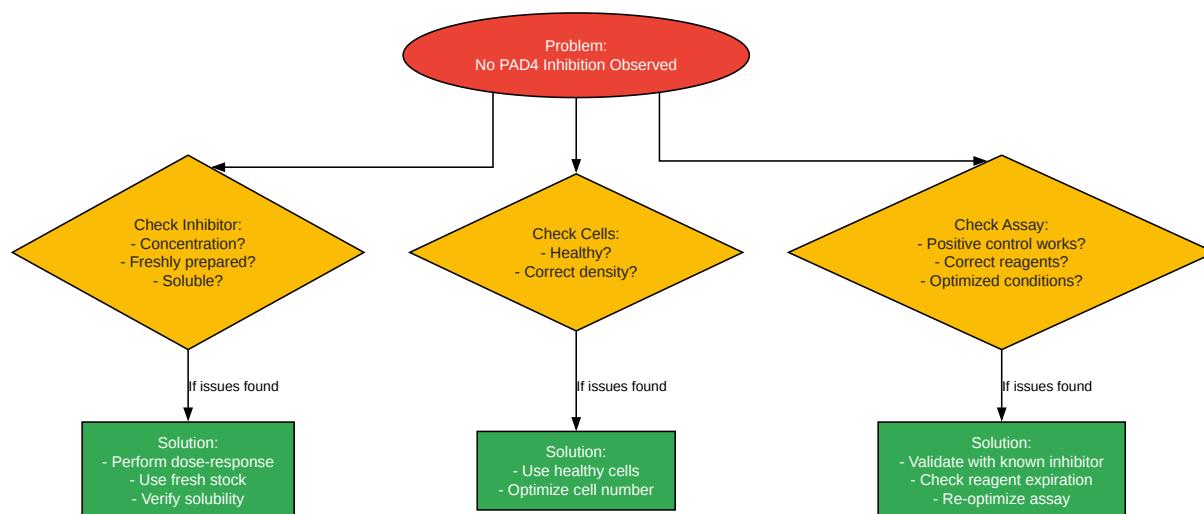 Problem:
No PAD4 Inhibition Observed
Check Inhibitor:
- Concentration?
- Freshly prepared?
- Soluble?
Check Cells:
- Healthy?
- Correct density?
Check Assay:
- Positive control works?
- Correct reagents?
- Optimized conditions?
If issues found
If issues found
If issues found
Solution:
- Perform dose-response
- Use fresh stock
- Verify solubility
Solution:
- Use healthy cells
- Optimize cell number
Solution:
- Validate with known inhibitor
- Check reagent expiration
- Re-optimize assay